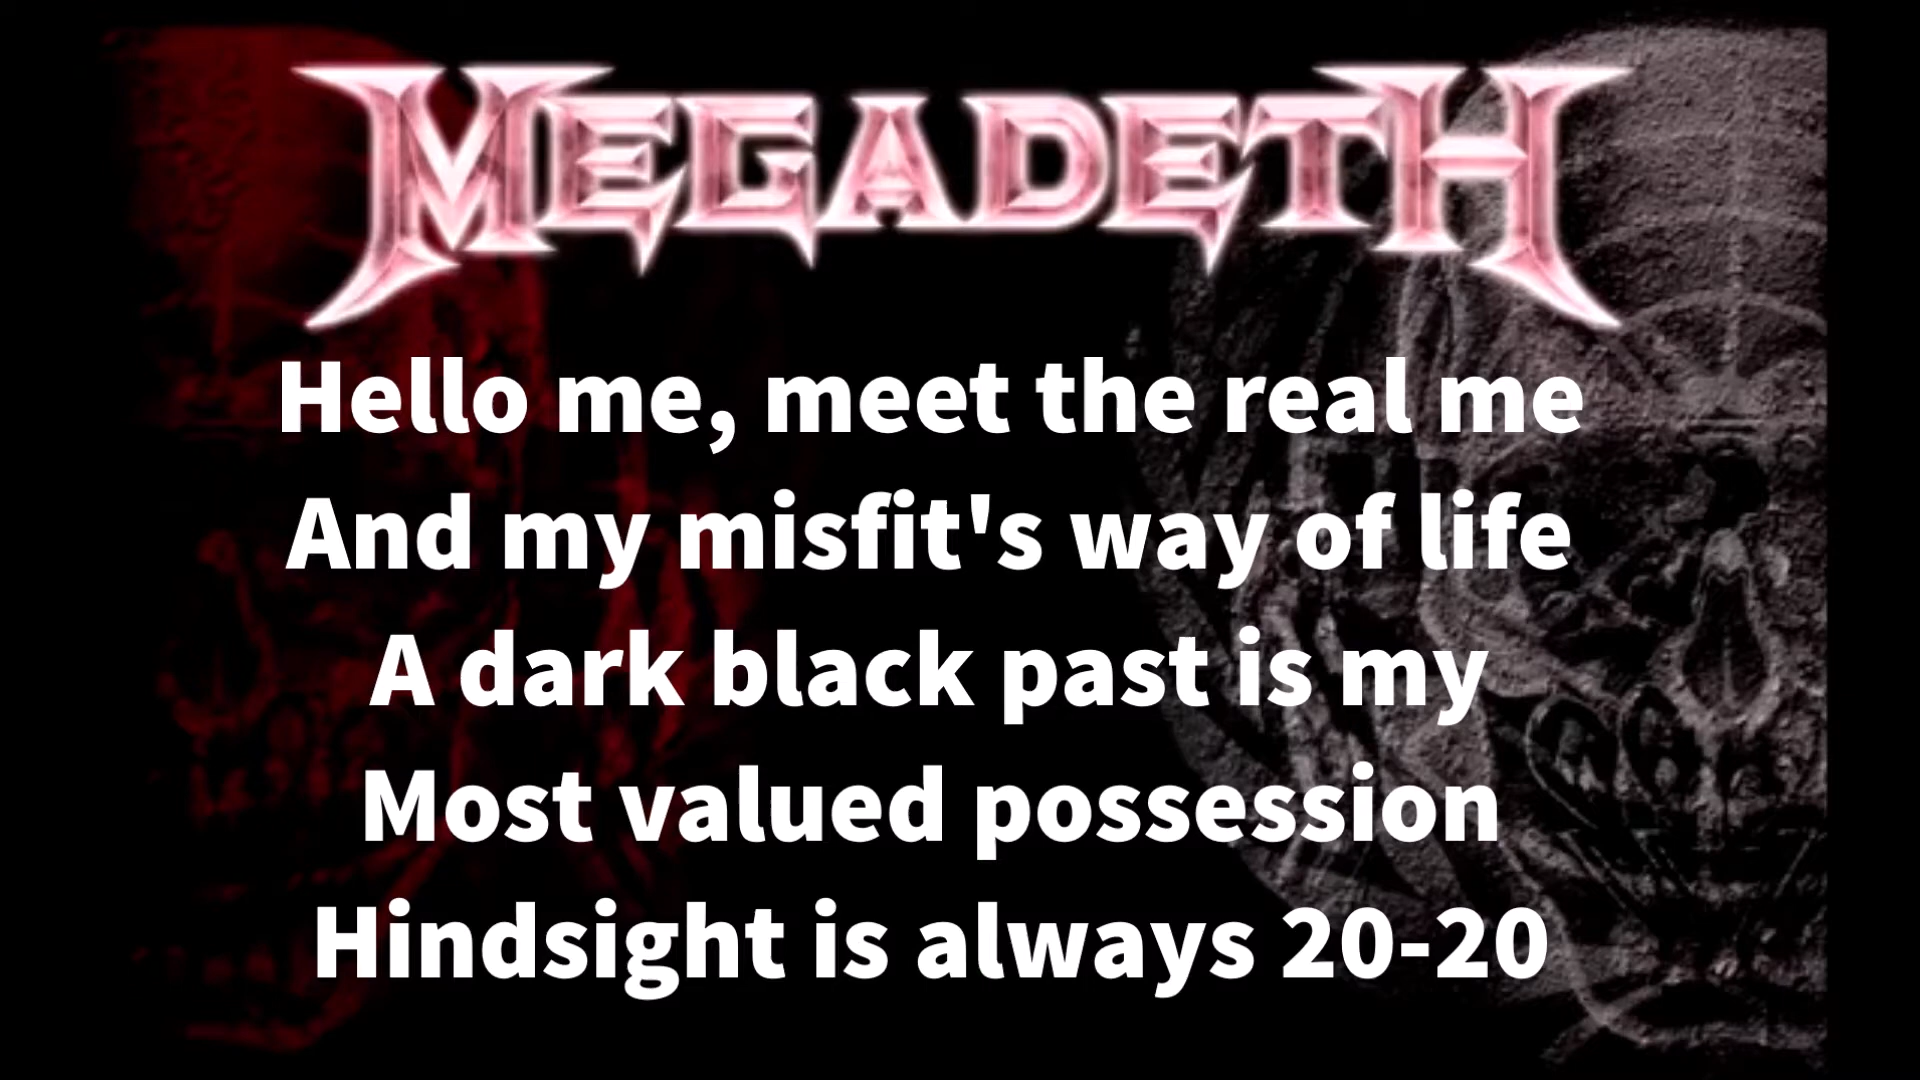 MEGADETH
Hello me, meet the real me
And my misfit's way of life
A dark black past is my
Most valued possession
Hindsight is always 20-20